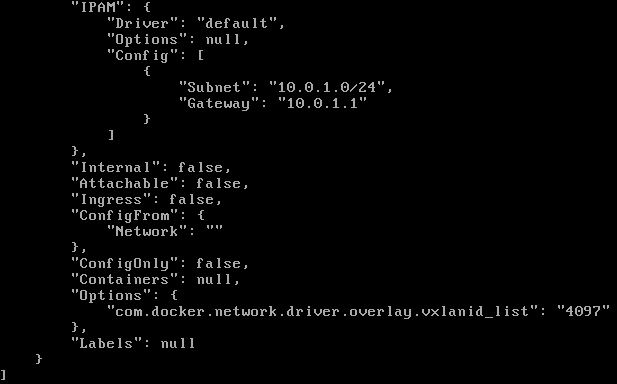 "IPAM": {
"Driver": "default",
"Options": null,
"Config": [
{
"Subnet": "10.0.1.0/24",
"Gateway": "10.0.1.1"
}
]
},
"Internal": false,
"Attachable": false,
"Ingress": false,
"ConfigFrom": {
"Network": ""
},
"ConfigOnly": false,
"Containers": null,
"Options": {
"com.docker.network.driver.overlay.vxlanid_list": "4097"
},
"Labels": null
}
]